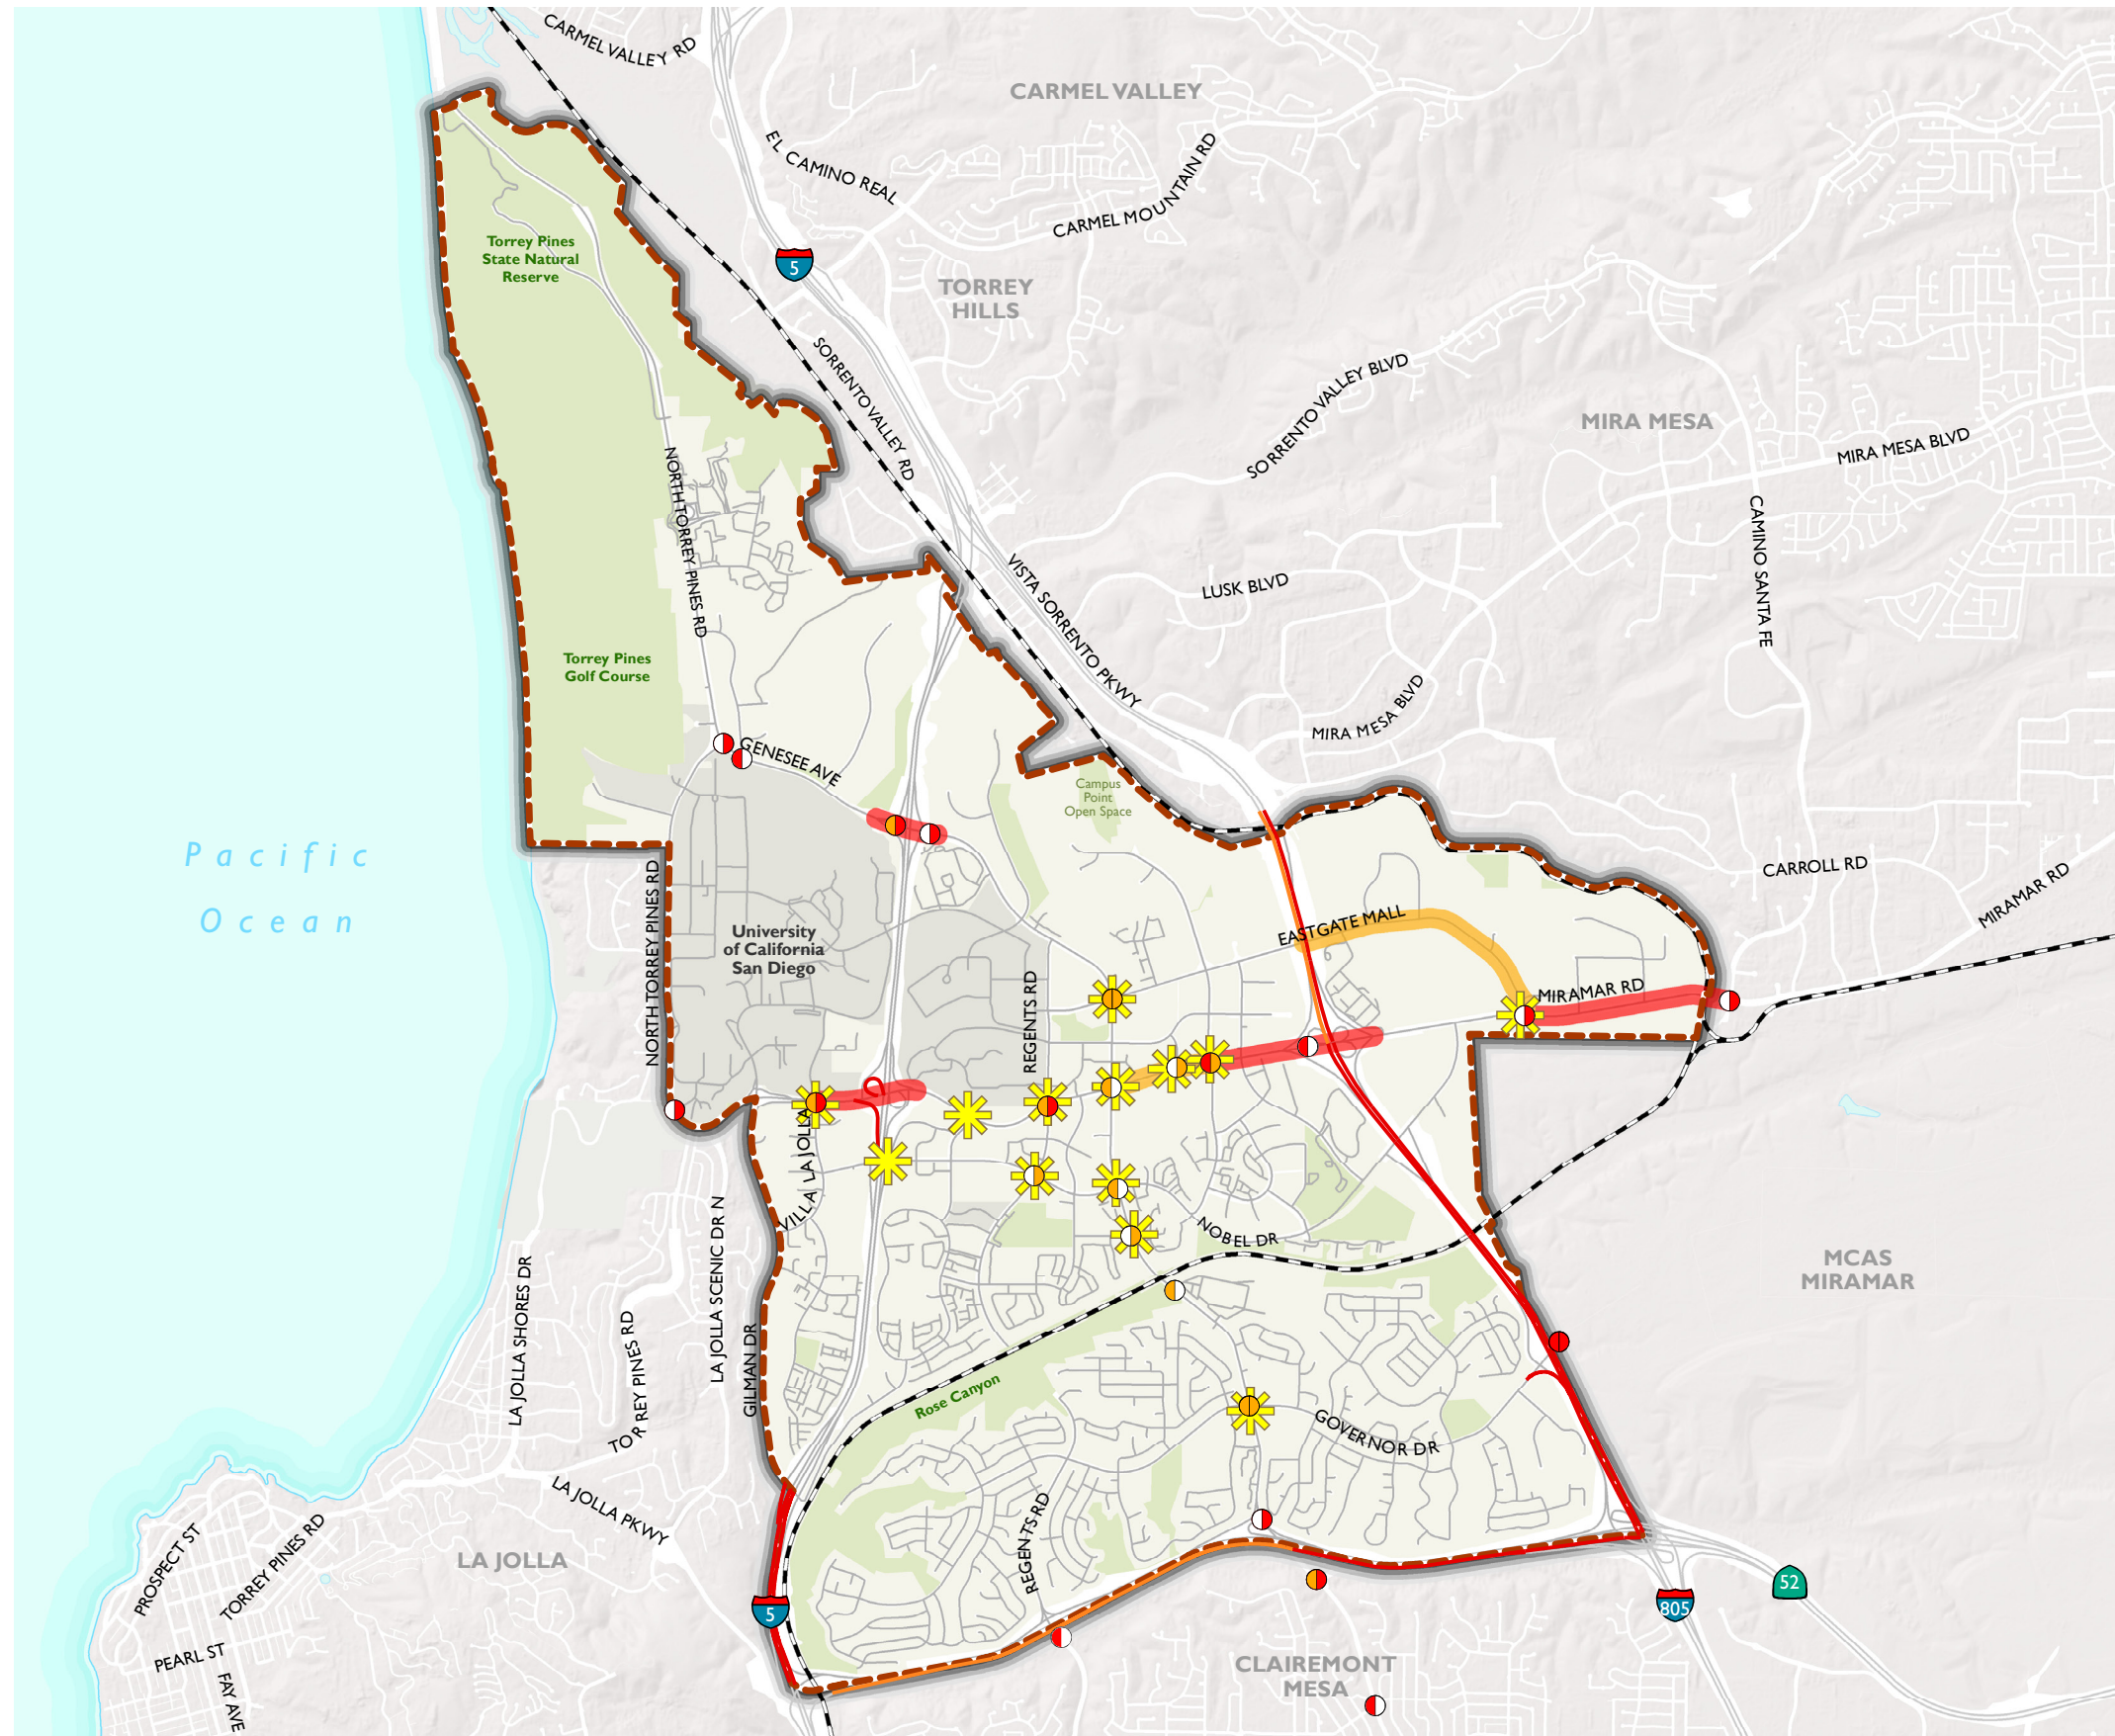 CARMEL VALLEY RD
CARMEL VALLEY
EL CAMINO REAL
CARMEL MOUNTAIN RD
Torrey Pines
State Natural
Reserve
5
TORREY
HILLS
SORRENTO VALLEY RD
SORRENTO VALLEY BLVD
MIRA MESA
MIRA MESA BLVD
NORTH TORREY PINES RD
CAMINO SANTA FE
VISTA SORRENTO PKWY
LUSK BLVD
Torrey Pines
Golf Course
MIRA MESA BLVD
GENESEE AVE
Campus
Point
Open Space
Pacific
Ocean
CARROLL RD
MIRAMAR RD
NORTH TORREY PINES RD
University
of California
San Diego
EASTGATE MALL
REGENTS RD
MIRAMAR RD
VILLA LA JOLLA
NOBEL DR
MCAS
MIRAMAR
LA JOLLA SHORES DR
LA JOLLA SCENIC DR N
TORREY PINES RD
GILMAN DR
Rose Canyon
GOVERNOR DR
LA JOLLA PKWY
REGENTS RD
PROSPECT ST
TORREY PINES RD
LA JOLLA
52
5
805
PEARL ST
FAY AVE
CLAIREMONT
MESA